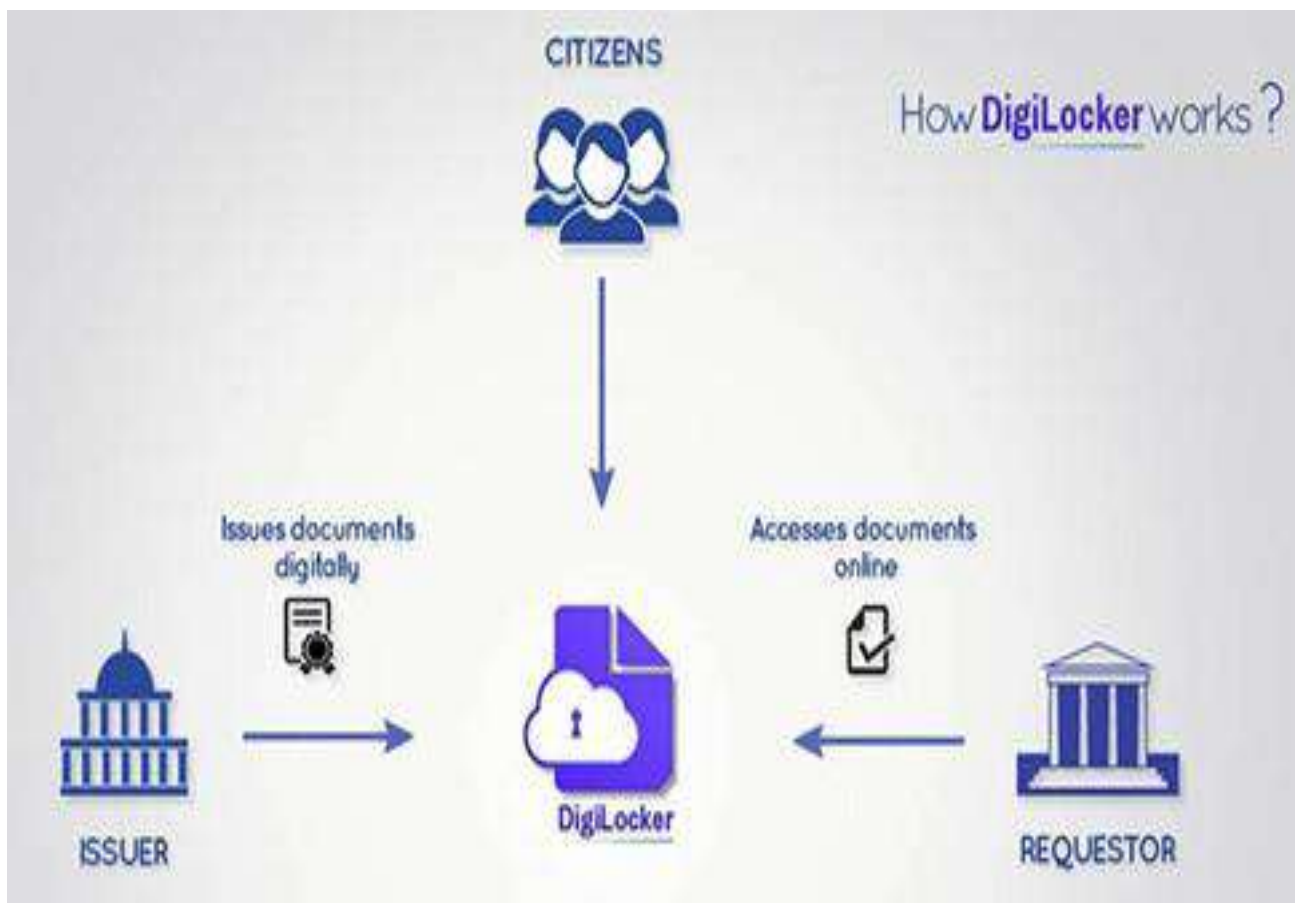 CITIZENS
How DigiLocker works ?
Issues documents
digitally
Accesses documents
online
ISSUER
DigiLocker
REQUESTOR